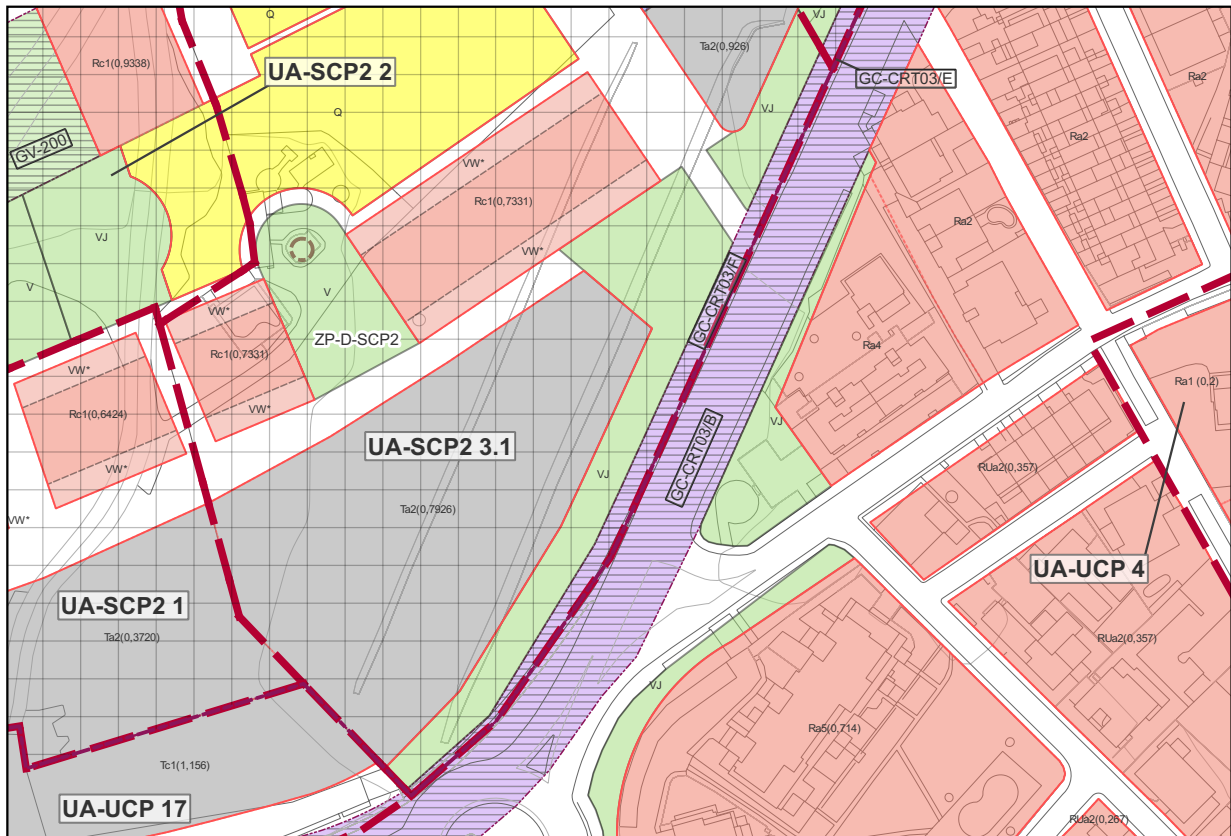 Q
VJ
Ta2(0,926)
Rc1(0,9338)
UA-SCP2 2
GC-CRT03/E
Ra2
Q
VJ
Ra2
GV-200
VW*
Rc1(0,7331)
Ra2
VJ
VW*
V
V
GC-CRT03/F
VW*
Rc1(0,7331)
ZP-D-SCP2
Ra4
VW*
Rc1(0,6424)
VW*
Ra1 (0,2)
VJ
UA-SCP2 3.1
GC-CRT03/B
VW*
VJ
RUa2(0,357)
Ta2(0,7926)
VW*
UA-UCP 4
UA-SCP2 1
Ta2(0,3720)
RUa2(0,357)
VJ
Ra5(0,714)
Tc1(1,156)
UA-UCP 17
RUa2(0,267)